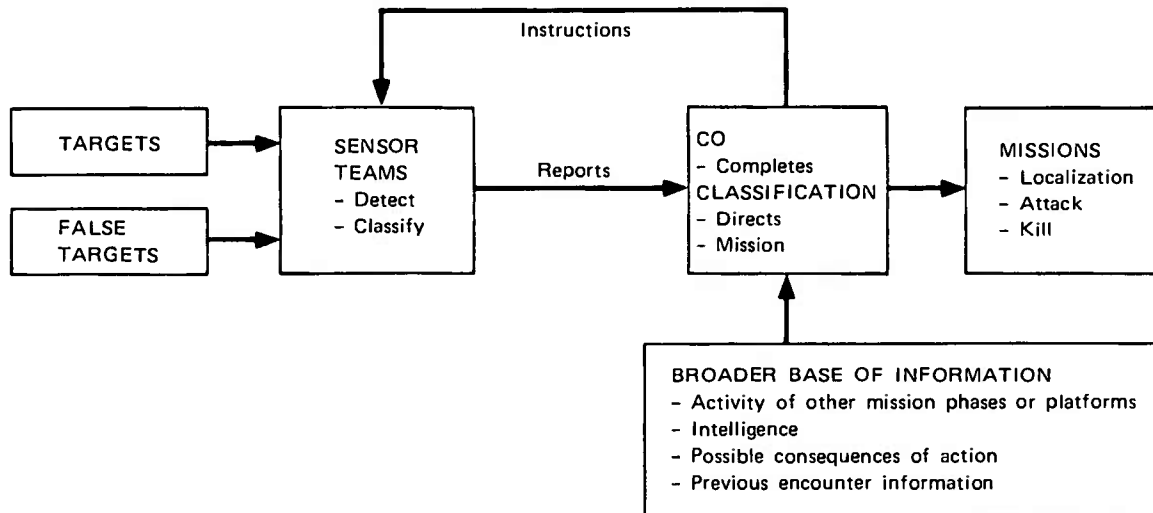 Instructions
TARGETS
FALSE
TARGETS
SENSOR
TEAMS
– Detect
– Classify
Reports
CO
– Completes
CLASSIFICATION
– Directs
– Mission
MISSIONS
– Localization
– Attack
– Kill
BROADER BASE OF INFORMATION
– Activity of other mission phases or platforms
– Intelligence
– Possible consequences of action
– Previous encounter information